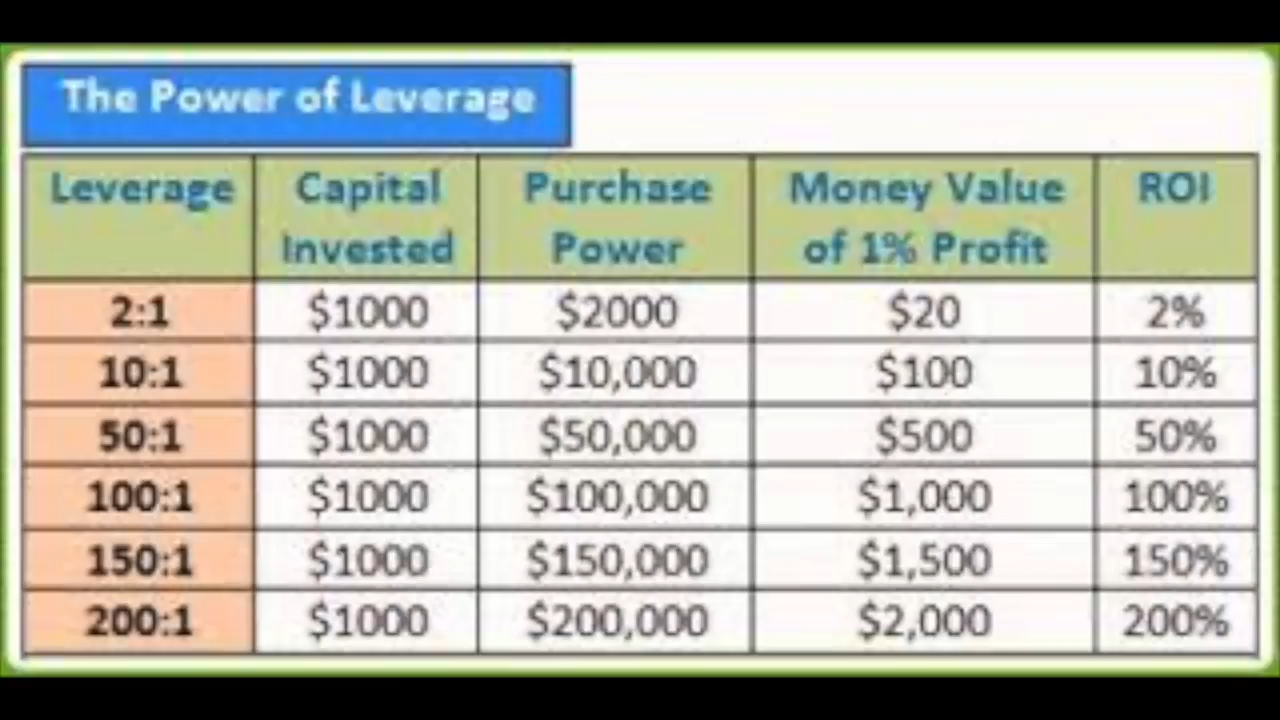 The Power of Leverage
Leverage Capital Invested Purchase Power Money Value of 1% Profit ROI
2:1 $1000 $2000 $20 2%
10:1 $1000 $10,000 $100 10%
50:1 $1000 $50,000 $500 50%
100:1 $1000 $100,000 $1,000 100%
150:1 $1000 $150,000 $1,500 150%
200:1 $1000 $200,000 $2,000 200%